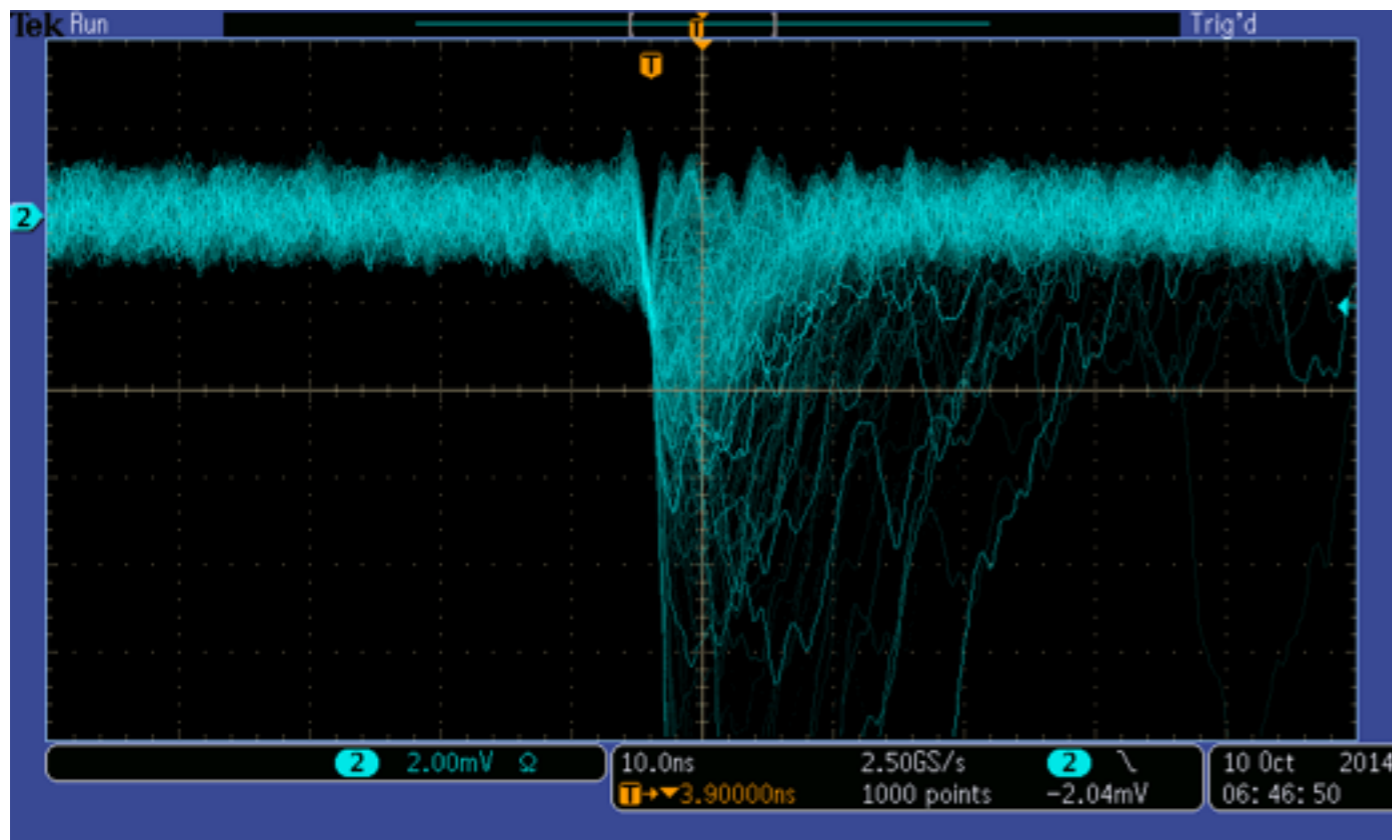 Tek Run Trig'd
T
T
2
2 2.00mV Ω 10.0ns 2.50GS/s 2 10 Oct 2014
T→▼3.90000ns 1000 points −2.04mV 06:46:50